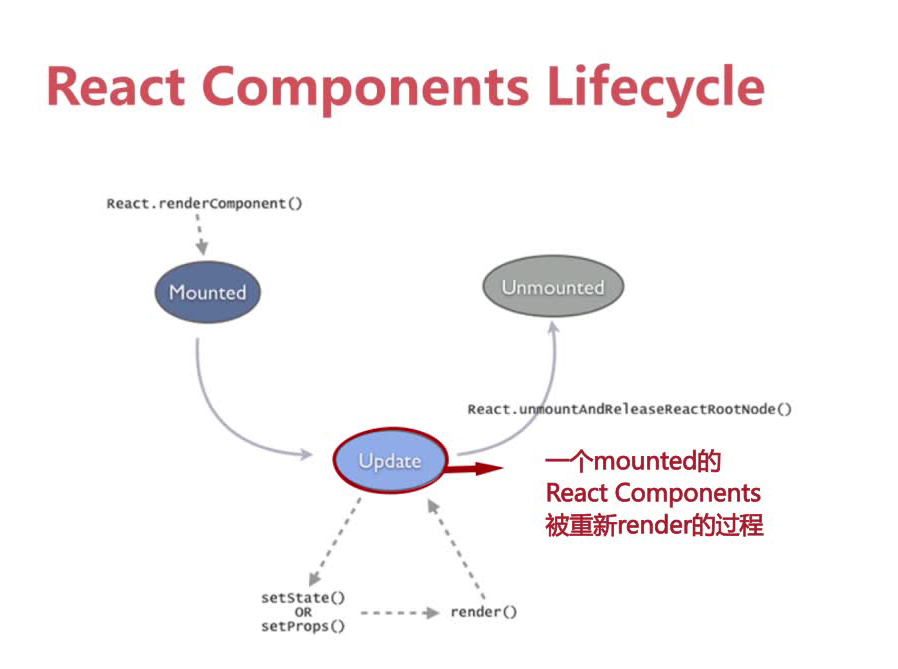 React Components Lifecycle
React.renderComponent()
Mounted
Unmounted
React.unmountAndReleaseReactRootNode()
Update
一个mounted的
React Components
被重新render的过程
setState()
OR
setProps()
render()